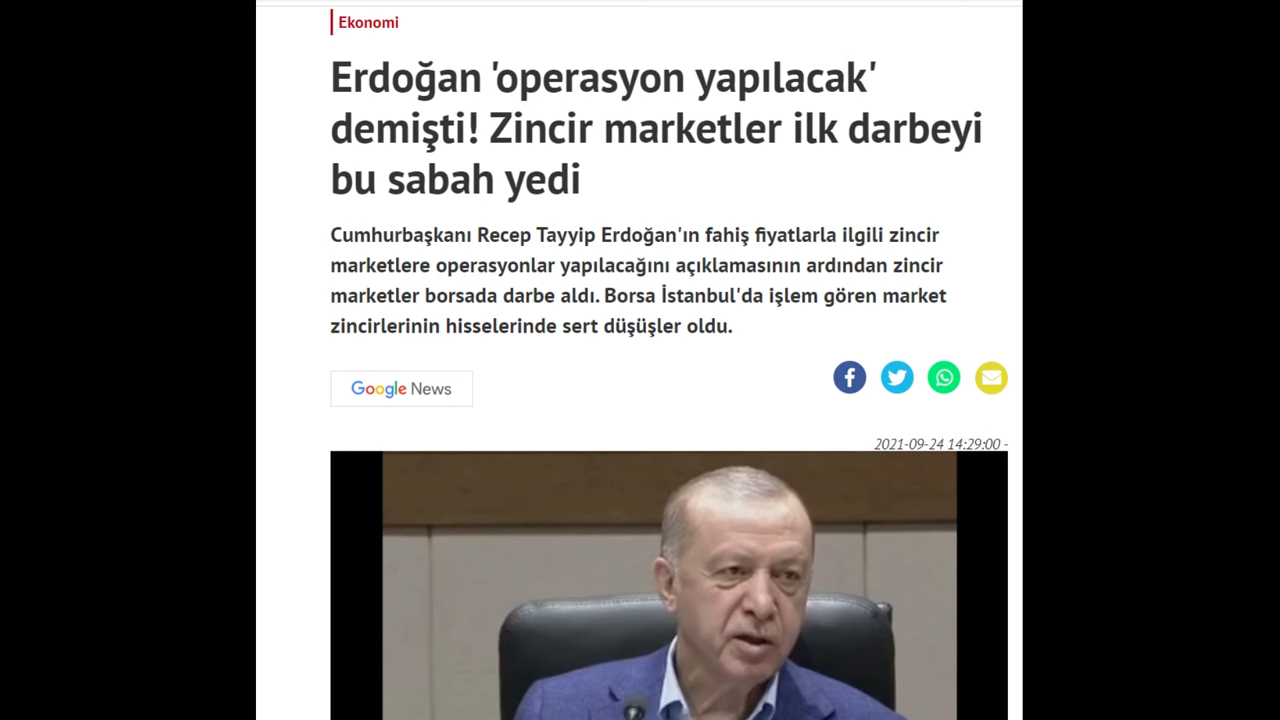 Ekonomi
Erdoğan 'operasyon yapılacak'
demişti! Zincir marketler ilk darbeyi
bu sabah yedi
Cumhurbaşkanı Recep Tayyip Erdoğan'ın fahiş fiyatlarla ilgili zincir
marketlere operasyonlar yapılacağını açıklamasının ardından zincir
marketler borsada darbe aldı. Borsa İstanbul'da işlem gören market
zincirlerinin hisselerinde sert düşüşler oldu.
Google News
2021-09-24 14:29:00 -